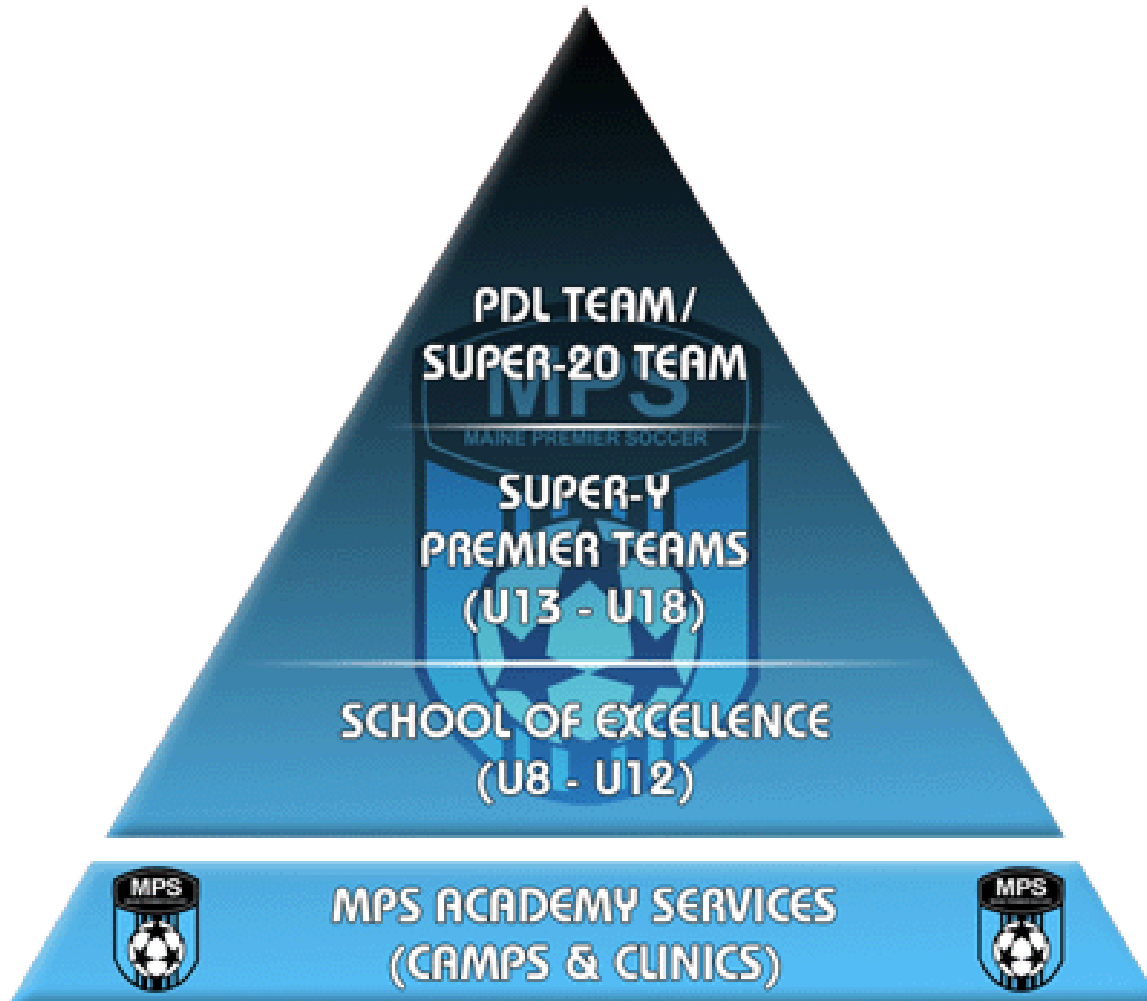 PDL TEAM/
SUPER-20 TEAM
MPS
MAINE PREMIER SOCCER
SUPER-Y
PREMIER TEAMS
(U13 - U18)
SCHOOL OF EXCELLENCE
(U8 - U12)
MPS
MPS ACADEMY SERVICES
(CAMPS & CLINICS)
MPS